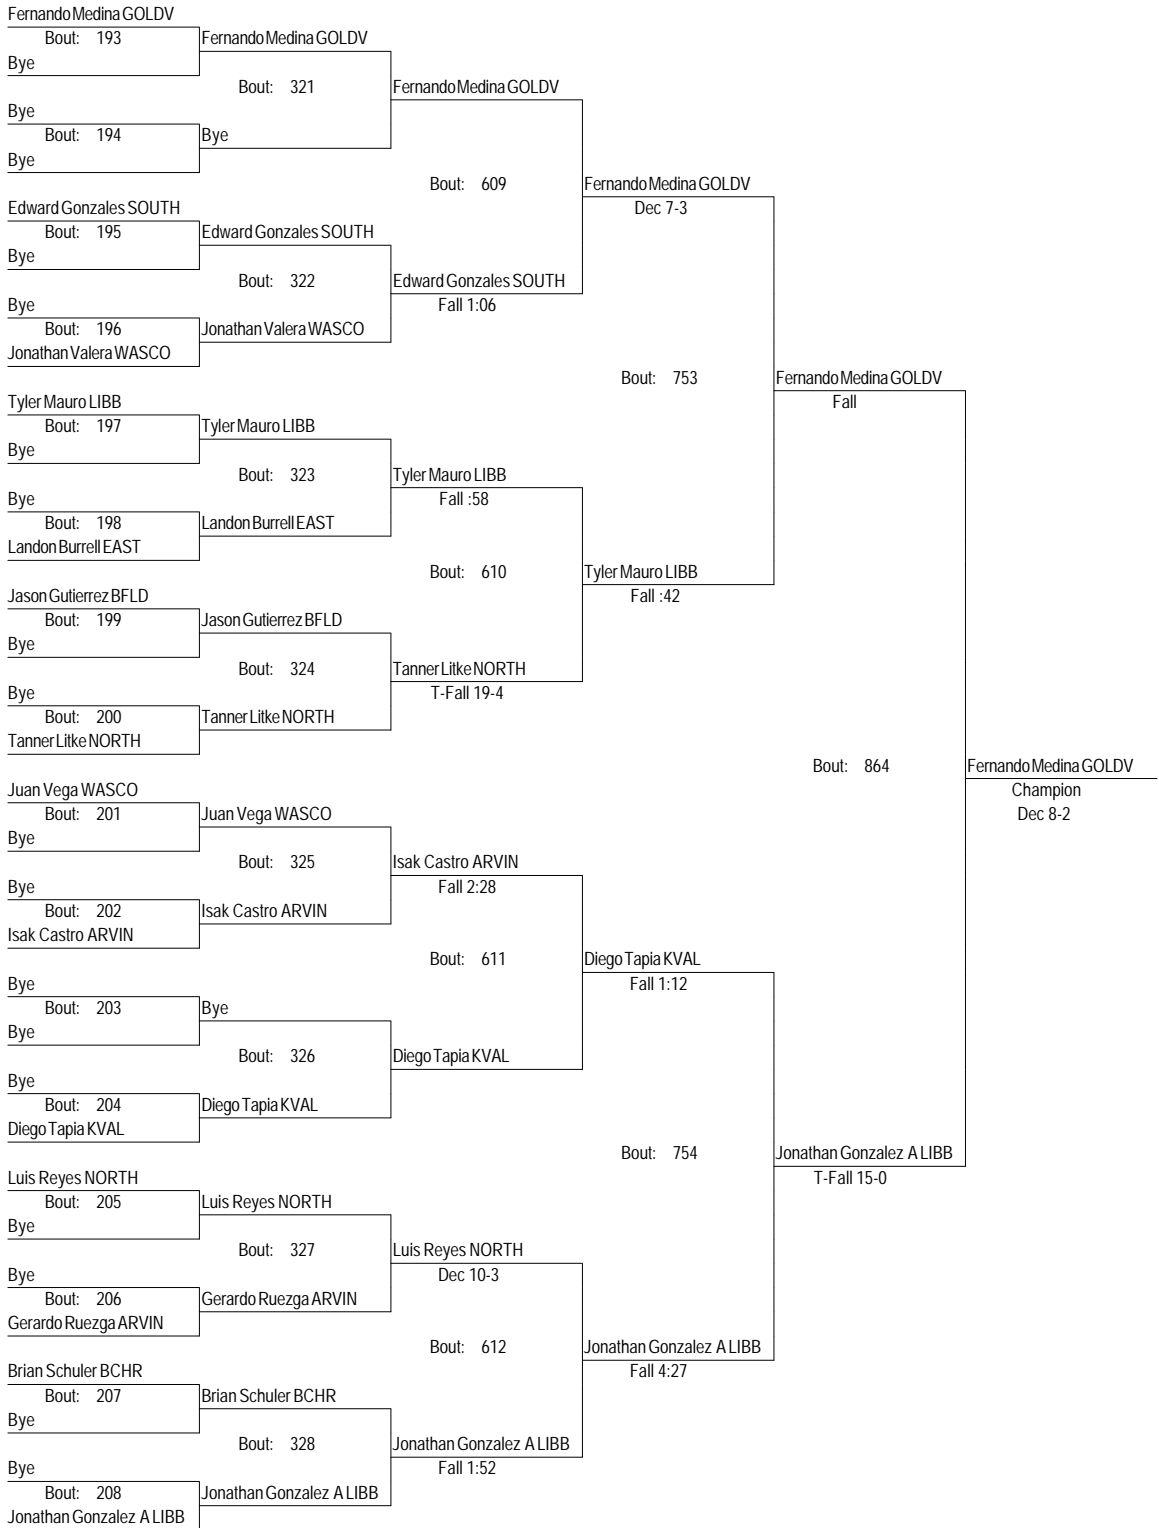 Fernando Medina GOLDV
Bout: 193
Bye
Bye
Bout: 194
Bye
Edward Gonzales SOUTH
Bout: 195
Bye
Bye
Bout: 196
Jonathan Valera WASCO
Tyler Mauro LIBB
Bout: 197
Bye
Bye
Bout: 198
Landon Burrell EAST
Jason Gutierrez BFLD
Bout: 199
Bye
Bye
Bout: 200
Tanner Litke NORTH
Juan Vega WASCO
Bout: 201
Bye
Bye
Bout: 202
Isak Castro ARVIN
Bye
Bout: 203
Bye
Bye
Bout: 204
Diego Tapia KVAL
Luis Reyes NORTH
Bout: 205
Bye
Bye
Bout: 206
Gerardo Ruezga ARVIN
Brian Schuler BCHR
Bout: 207
Bye
Bye
Bout: 208
Jonathan Gonzalez A LIBB
Fernando Medina GOLDV
Bout: 321
Bye
Edward Gonzales SOUTH
Bout: 322
Jonathan Valera WASCO
Tyler Mauro LIBB
Bout: 323
Landon Burrell EAST
Jason Gutierrez BFLD
Bout: 324
Tanner Litke NORTH
Juan Vega WASCO
Bout: 325
Isak Castro ARVIN
Bye
Bout: 326
Diego Tapia KVAL
Luis Reyes NORTH
Bout: 327
Gerardo Ruezga ARVIN
Brian Schuler BCHR
Bout: 328
Jonathan Gonzalez A LIBB
Fernando Medina GOLDV
Bout: 609
Edward Gonzales SOUTH
Fall 1:06
Tyler Mauro LIBB
Fall :58
Bout: 610
Tanner Litke NORTH
T-Fall 19-4
Isak Castro ARVIN
Fall 2:28
Bout: 611
Diego Tapia KVAL
Luis Reyes NORTH
Dec 10-3
Bout: 612
Jonathan Gonzalez A LIBB
Fall 1:52
Fernando Medina GOLDV
Dec 7-3
Bout: 753
Tyler Mauro LIBB
Fall :42
Diego Tapia KVAL
Fall 1:12
Bout: 754
Jonathan Gonzalez A LIBB
Fall 4:27
Fernando Medina GOLDV
Fall
Bout: 864
Jonathan Gonzalez A LIBB
T-Fall 15-0
Fernando Medina GOLDV
Champion
Dec 8-2